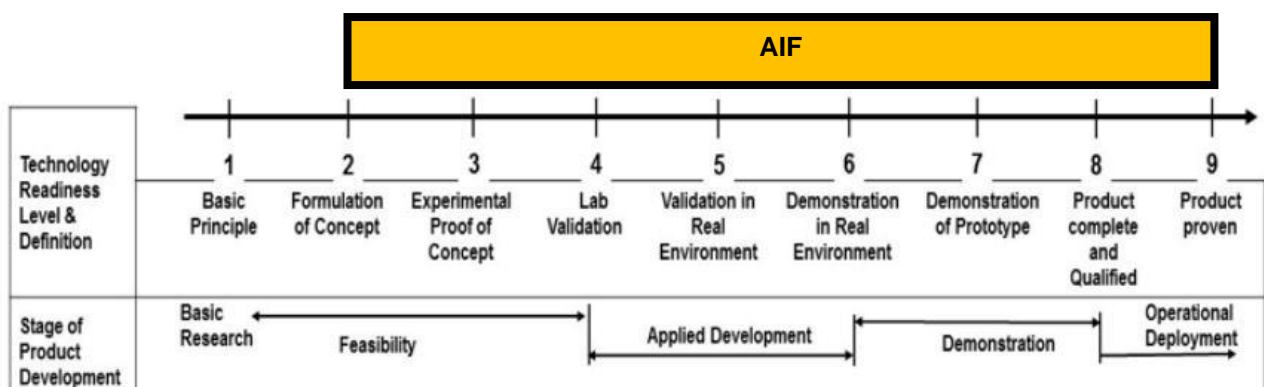 AIF
Technology
Readiness
Level &
Definition
1 2 3 4 5 6 7 8 9
Basic
Principle
Formulation
of Concept
Experimental
Proof of
Concept
Lab
Validation
Validation in
Real
Environment
Demonstration
in Real
Environment
Demonstration
of Prototype
Product
complete
and
Qualified
Product
proven
Stage of
Product
Development
Basic
Research
Feasibility
Applied Development
Demonstration
Operational
Deployment